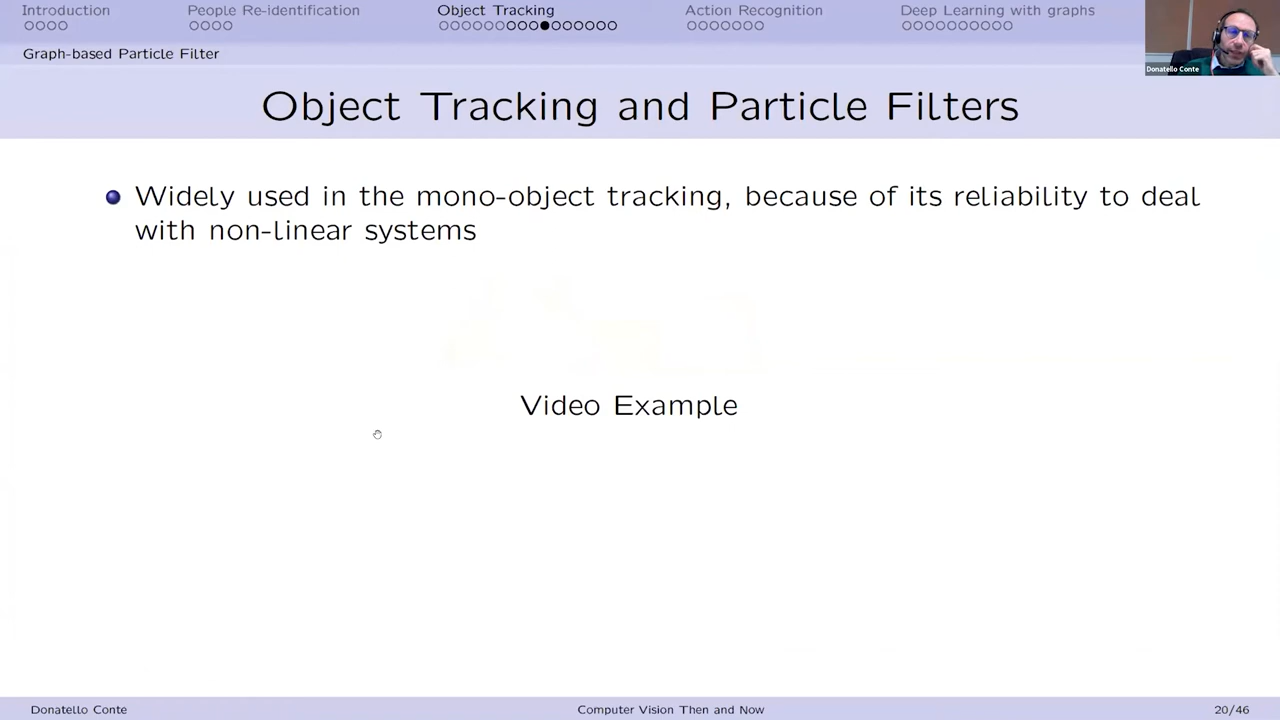 Introduction People Re-identification Object Tracking Action Recognition Deep Learning with graphs
Graph-based Particle Filter
Donatello Conte
Object Tracking and Particle Filters
Widely used in the mono-object tracking, because of its reliability to deal
with non-linear systems
Video Example
Donatello Conte Computer Vision Then and Now 20/46